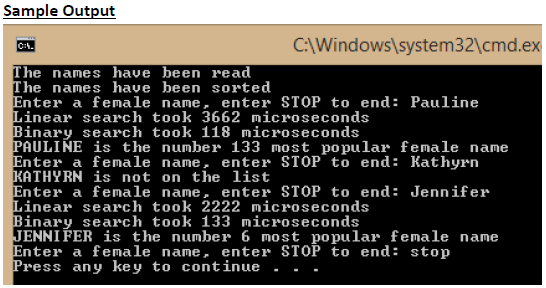 Sample Output
C:\Windows\system32\cmd.ex
The names have been read
The names have been sorted
Enter a female name, enter STOP to end: Pauline
Linear search took 3662 microseconds
Binary search took 118 microseconds
PAULINE is the number 133 most popular female name
Enter a female name, enter STOP to end: Kathyrn
KATHYRN is not on the list
Enter a female name, enter STOP to end: Jennifer
Linear search took 2222 microseconds
Binary search took 133 microseconds
JENNIFER is the number 6 most popular female name
Enter a female name, enter STOP to end: stop
Press any key to continue . . .